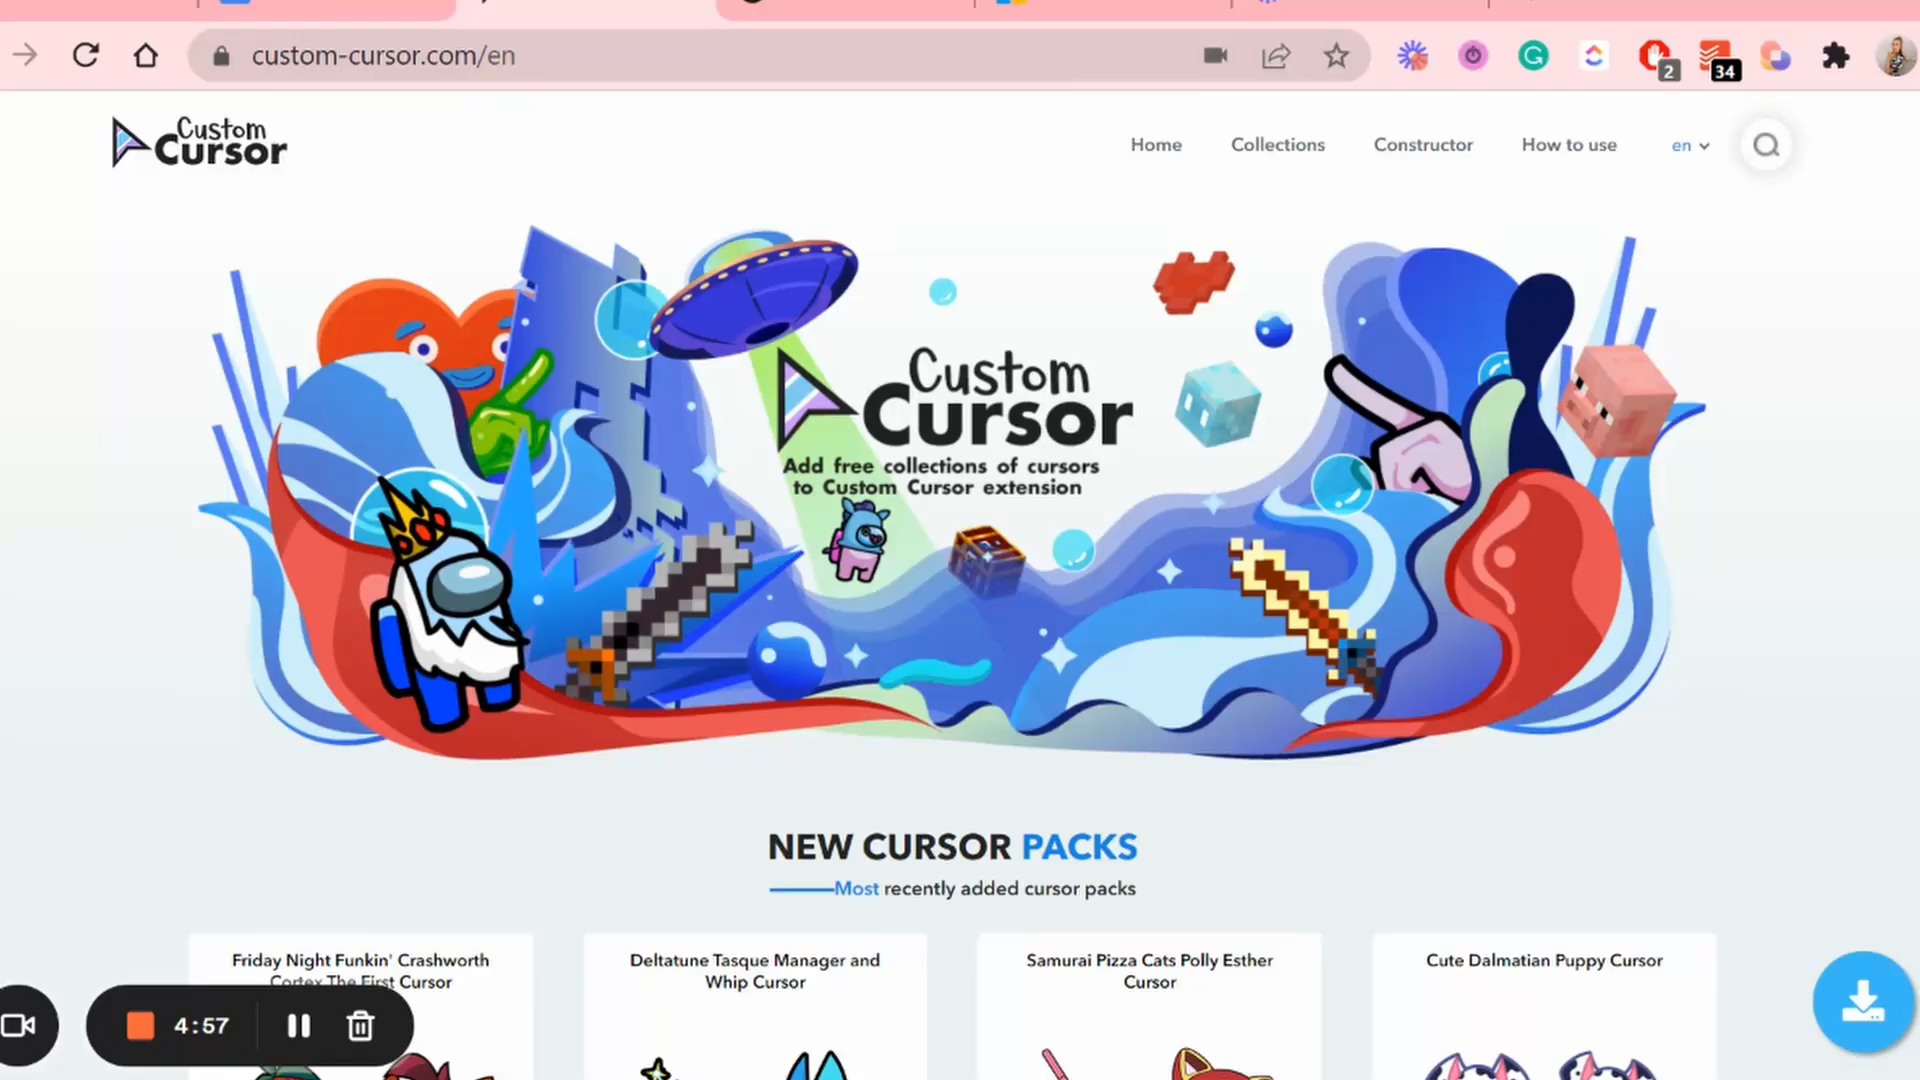 custom-cursor.com/en
2
34
Custom
Cursor
Home
Collections
Constructor
How to use
en
Custom
Cursor
Add free collections of cursors
to Custom Cursor extension
NEW CURSOR PACKS
Most recently added cursor packs
Friday Night Funkin' Crashworth
Cortex The First Cursor
Deltatune Tasque Manager and
Whip Cursor
Samurai Pizza Cats Polly Esther
Cursor
Cute Dalmatian Puppy Cursor
4:57